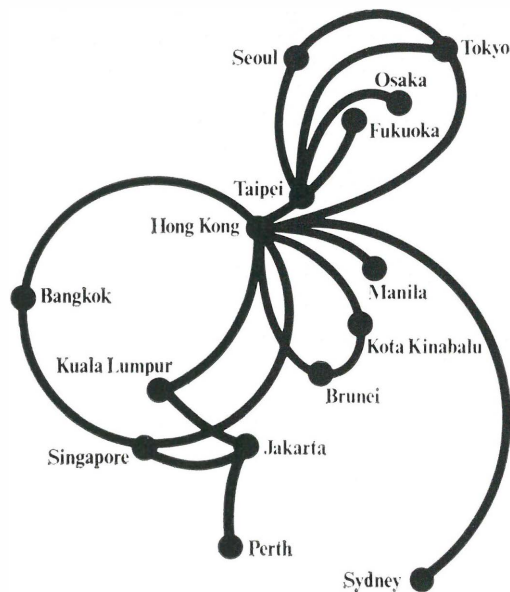 Seoul
Tokyo
Osaka
Fukuoka
Taipei
Hong Kong
Manila
Bangkok
Kota Kinabalu
Kuala Lumpur
Brunei
Singapore
Jakarta
Perth
Sydney